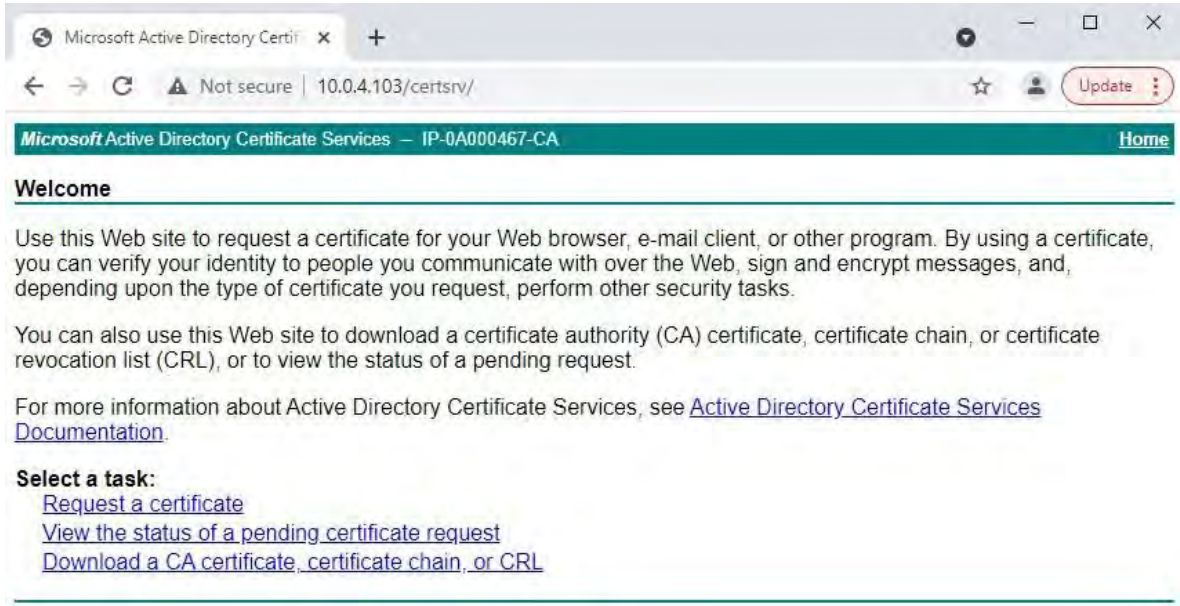 Microsoft Active Directory Certif
Not secure | 10.0.4.103/certsrv/
Update
Microsoft Active Directory Certificate Services – IP-0A000467-CA
Home
Welcome
Use this Web site to request a certificate for your Web browser, e-mail client, or other program. By using a certificate,
you can verify your identity to people you communicate with over the Web, sign and encrypt messages, and,
depending upon the type of certificate you request, perform other security tasks.
You can also use this Web site to download a certificate authority (CA) certificate, certificate chain, or certificate
revocation list (CRL), or to view the status of a pending request.
For more information about Active Directory Certificate Services, see Active Directory Certificate Services
Documentation.
Select a task:
Request a certificate
View the status of a pending certificate request
Download a CA certificate, certificate chain, or CRL